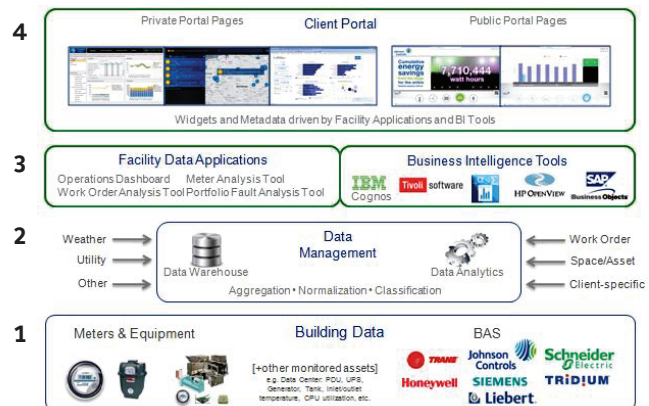 4
Private Portal Pages
Client Portal
Public Portal Pages
Cumulative
energy
savings
7,710,444
watt hours
Widgets and Metadata driven by Facility Applications and BI Tools
3
Facility Data Applications
Operations Dashboard Meter Analysis Tool
Work Order Analysis Tool Portfolio Fault Analysis Tool
Business Intelligence Tools
IBM
Cognos
Tivoli software
HP OPENVIEW
SAP
Business Objects
2
Weather
Utility
Other
Data
Management
Data Warehouse
Data Analytics
Aggregation • Normalization • Classification
Work Order
Space/Asset
Client-specific
1
Meters & Equipment
Building Data
[+other monitored assets]
e.g. Data Center: PDU, UPS,
Generator, Tank, Inlet/outlet
temperature, CPU utilization, etc.
BAS
TRANE
Johnson
Controls
Schneider
Electric
Honeywell
SIEMENS
TRIDIUM
Liebert.